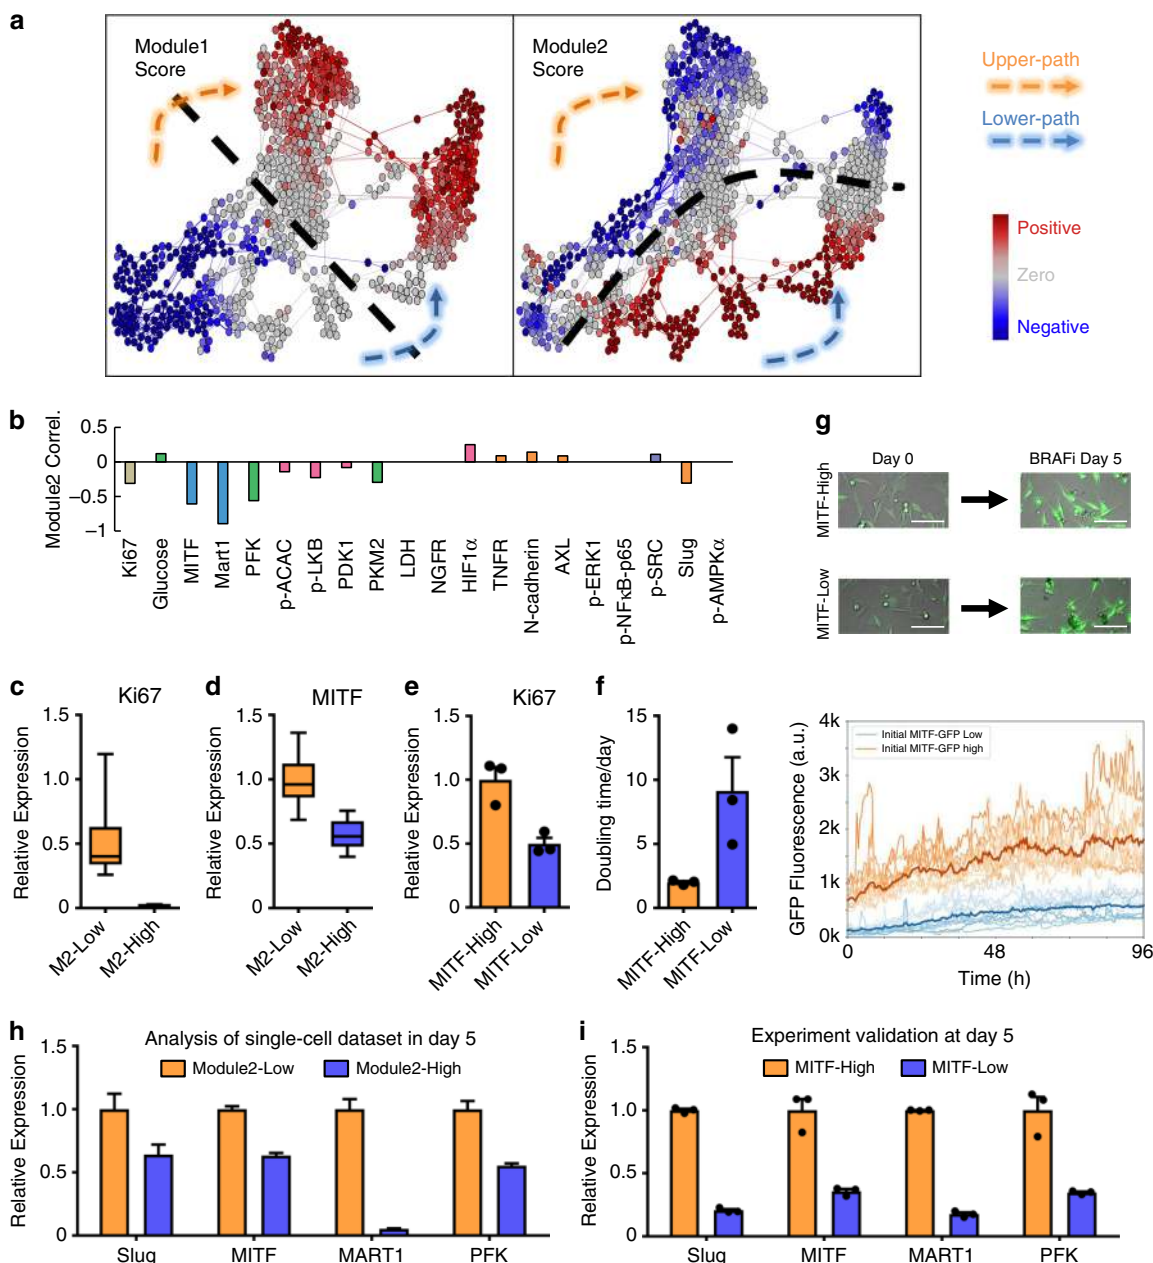 a
Module1
Score
Module2
Score
Upper-path
Lower-path
Positive
Zero
Negative
b
Module2 Correl.
0.5
0
−0.5
−1
Ki67
Glucose
MITF
Mart1
PFK
p-ACAC
p-LKB
PDK1
PKM2
LDH
NGFR
HIF1α
TNFR
N-cadherin
AXL
p-ERK1
p-NFκB-p65
p-SRC
Slug
p-AMPKα
g
Day 0
BRAFi Day 5
MITF-High
MITF-Low
c
Ki67
Relative Expression
1.5
1.0
0.5
0
M2-Low
M2-High
d
MITF
Relative Expression
1.5
1.0
0.5
0
M2-Low
M2-High
e
Ki67
Relative Expression
1.5
1.0
0.5
0
MITF-High
MITF-Low
f
Doubling time/day
15
10
5
0
MITF-High
MITF-Low
GFP Fluorescence (a.u.)
4k
3k
2k
1k
0k
Initial MITF-GFP Low
Initial MITF-GFP high
0
48
96
Time (h)
h
Analysis of single-cell dataset in day 5
Module2-Low
Module2-High
Relative Expression
1.5
1.0
0.5
0
Slug
MITF
MART1
PFK
i
Experiment validation at day 5
MITF-High
MITF-Low
Relative Expression
1.5
1.0
0.5
0
Slug
MITF
MART1
PFK